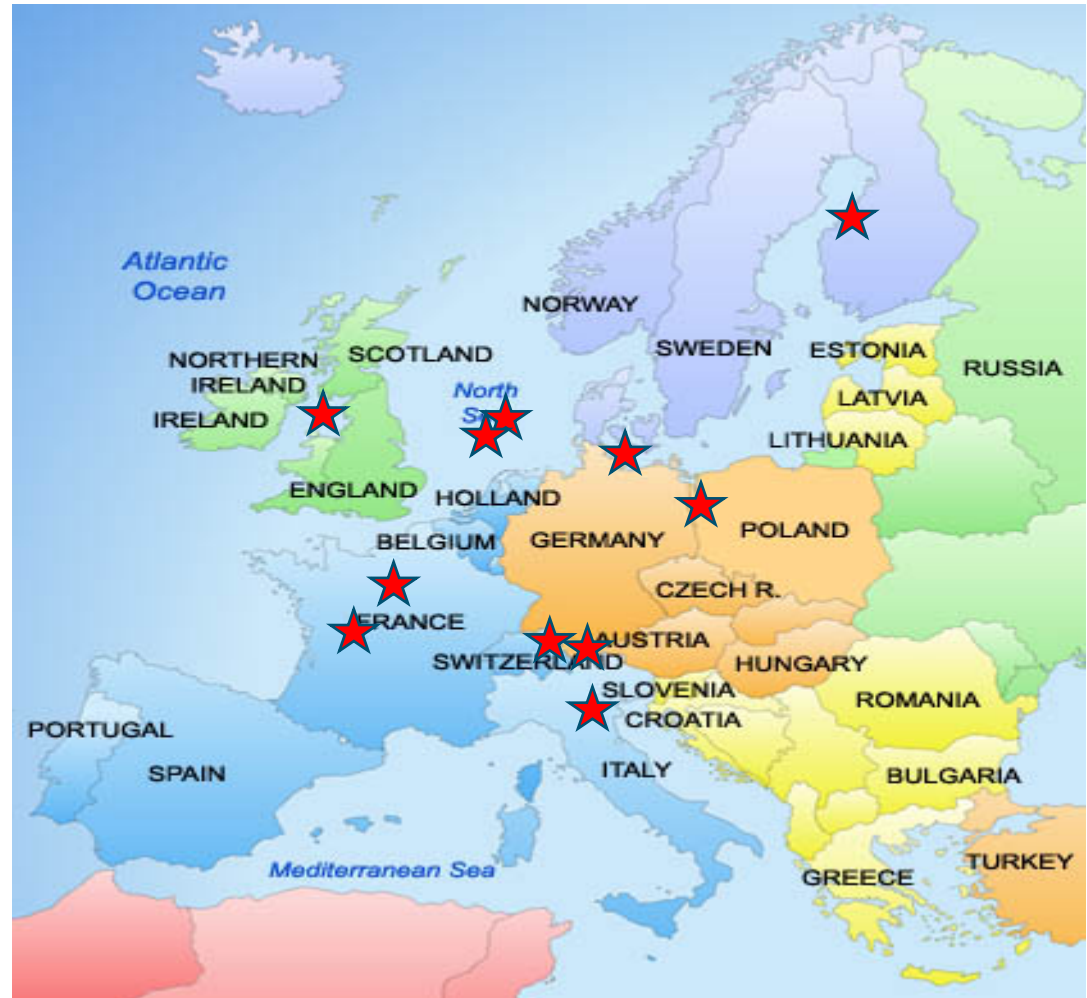 Atlantic
Ocean
NORWAY
SWEDEN
ESTONIA
RUSSIA
LATVIA
LITHUANIA
NORTHERN
IRELAND
SCOTLAND
IRELAND
North
ENGLAND
HOLLAND
BELGIUM
GERMANY
POLAND
CZECH R.
FRANCE
AUSTRIA
SWITZERLAND
HUNGARY
SLOVENIA
CROATIA
ROMANIA
PORTUGAL
SPAIN
ITALY
BULGARIA
Mediterranean Sea
GREECE
TURKEY